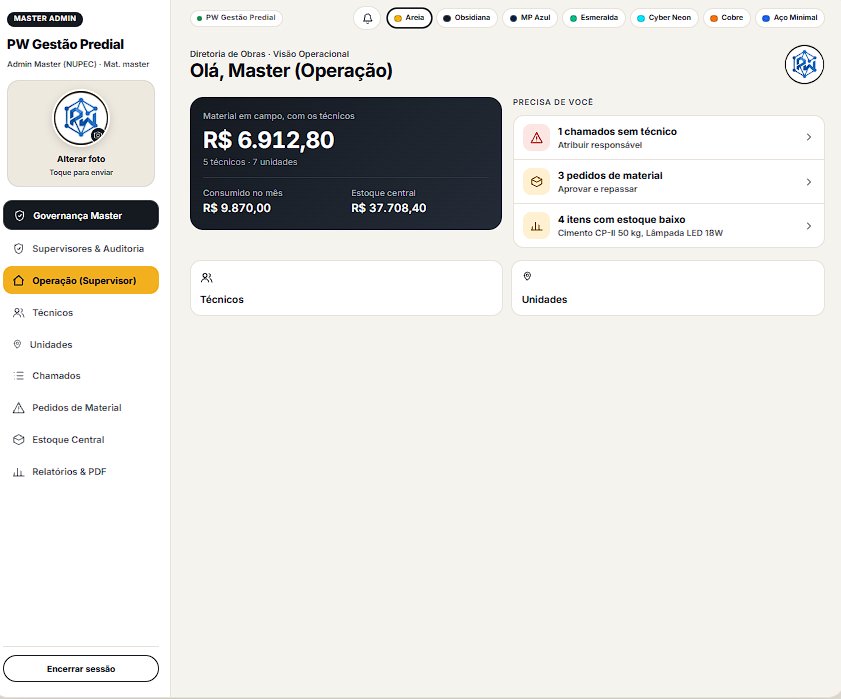 MASTER ADMIN
PW Gestão Predial
Admin Master (NUPEC) · Mat. master
PW
Alterar foto
Toque para enviar
Governança Master
Supervisores & Auditoria
Operação (Supervisor)
Técnicos
Unidades
Chamados
Pedidos de Material
Estoque Central
Relatórios & PDF
Encerrar sessão
PW Gestão Predial
Areia
Obsidiana
MP Azul
Esmeralda
Cyber Neon
Cobre
Aço Minimal
Diretoria de Obras · Visão Operacional
Olá, Master (Operação)
PW
Material em campo, com os técnicos
R$ 6.912,80
5 técnicos · 7 unidades
Consumido no mês
R$ 9.870,00
Estoque central
R$ 37.708,40
PRECISA DE VOCÊ
1 chamados sem técnico
Atribuir responsável
3 pedidos de material
Aprovar e repassar
4 itens com estoque baixo
Cimento CP-II 50 kg, Lâmpada LED 18W
Técnicos
Unidades